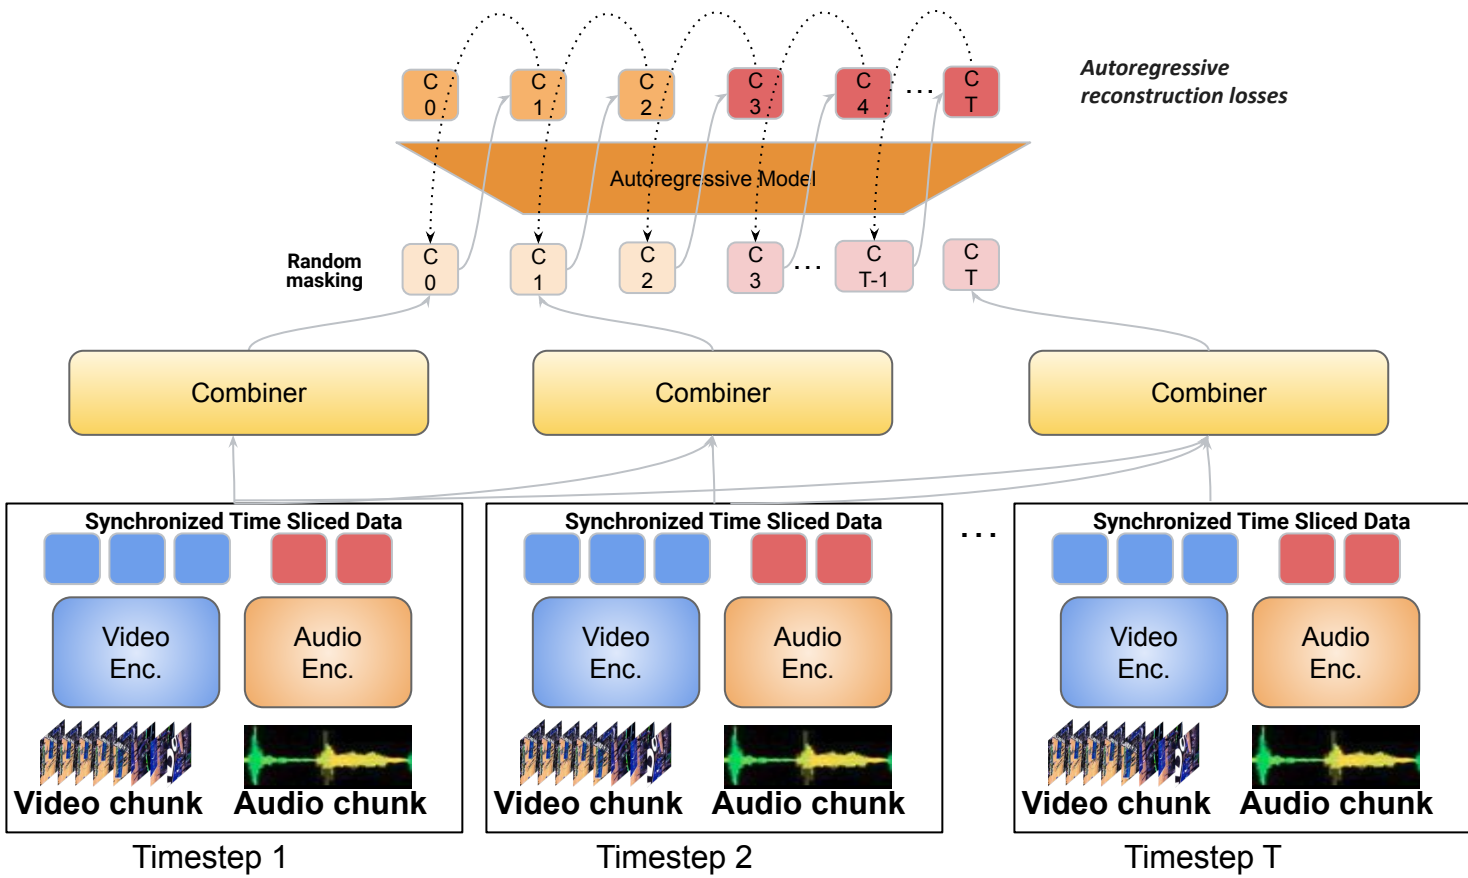 C C C C C C
0 1 2 3 4 ... T
Autoregressive
reconstruction losses
Autoregressive Model
Random
masking
C C C C C C
0 1 2 3 ... T-1 T
Combiner Combiner Combiner
Synchronized Time Sliced Data Synchronized Time Sliced Data ... Synchronized Time Sliced Data
Video Audio Video Audio Video Audio
Enc. Enc. Enc. Enc. Enc. Enc.
Video chunk Audio chunk Video chunk Audio chunk Video chunk Audio chunk
Timestep 1 Timestep 2 Timestep T